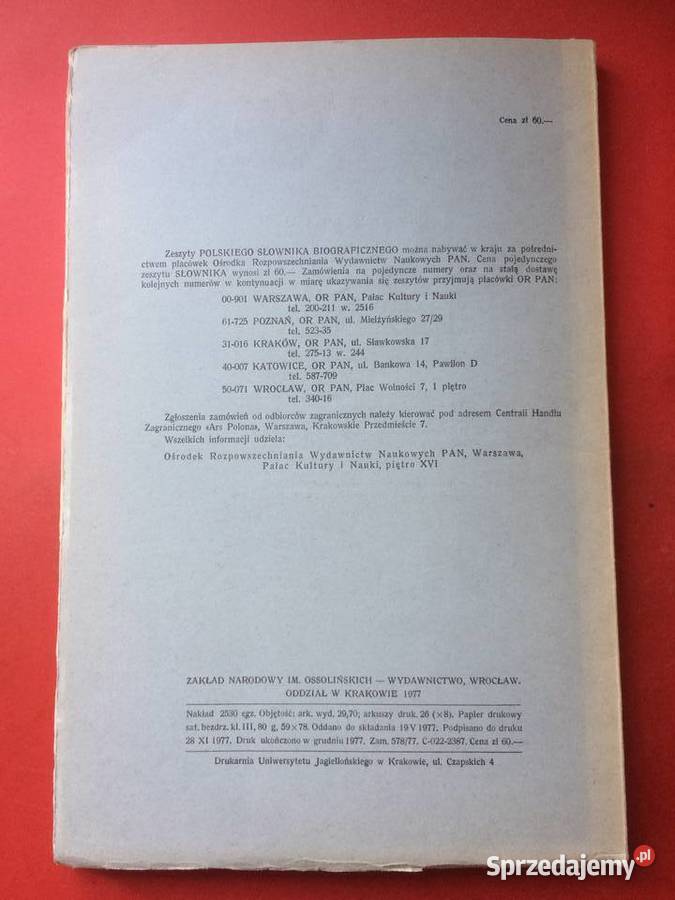 Cena zł 60.—
Zeszyty POLSKIEGO SŁOWNIKA BIOGRAFICZNEGO można nabywać w kraju za pośredni-
ctwem placówek Ośrodka Rozpowszechniania Wydawnictw Naukowych PAN. Cena pojedynczego
zeszytu SŁOWNIKA wynosi zł 60.— Zamówienia na pojedyncze numery oraz na stałą dostawę
kolejnych numerów w kontynuacji w miarę ukazywania się zeszytów przyjmują placówki OR PAN:
00-901 WARSZAWA, OR PAN, Pałac Kultury i Nauki
tel. 200-211 w. 2516
61-725 POZNAŃ, OR PAN, ul. Mielżyńskiego 27/29
tel. 523-35
31-016 KRAKÓW, OR PAN, ul. Sławkowska 17
tel. 275-13 w. 244
40-007 KATOWICE, OR PAN, ul. Bankowa 14, Pawilon D
tel. 587-709
50-071 WROCŁAW, OR PAN, Plac Wolności 7, 1 piętro
tel. 340-16
Zgłoszenia zamówień od odbiorców zagranicznych należy kierować pod adresem Centrali Handlu
Zagranicznego «Ars Polona», Warszawa, Krakowskie Przedmieście 7.
Wszelkich informacji udziela:
Ośrodek Rozpowszechniania Wydawnictw Naukowych PAN, Warszawa,
Pałac Kultury i Nauki, piętro XVI
ZAKŁAD NARODOWY IM. OSSOLIŃSKICH — WYDAWNICTWO, WROCŁAW.
ODDZIAŁ W KRAKOWIE 1977
Nakład 2530 egz. Objętość: ark. wyd. 29,70; arkuszy druk. 26 (×8). Papier drukowy
sat. bezdrz. kl. III, 80 g, 59×78. Oddano do składania 19 V 1977. Podpisano do druku
28 XI 1977. Druk ukończono w grudniu 1977. Zam. 578/77. C-022-2387. Cena zł 60.—
Drukarnia Uniwersytetu Jagiellońskiego w Krakowie, ul. Czapskich 4
Sprzedajemy.pl